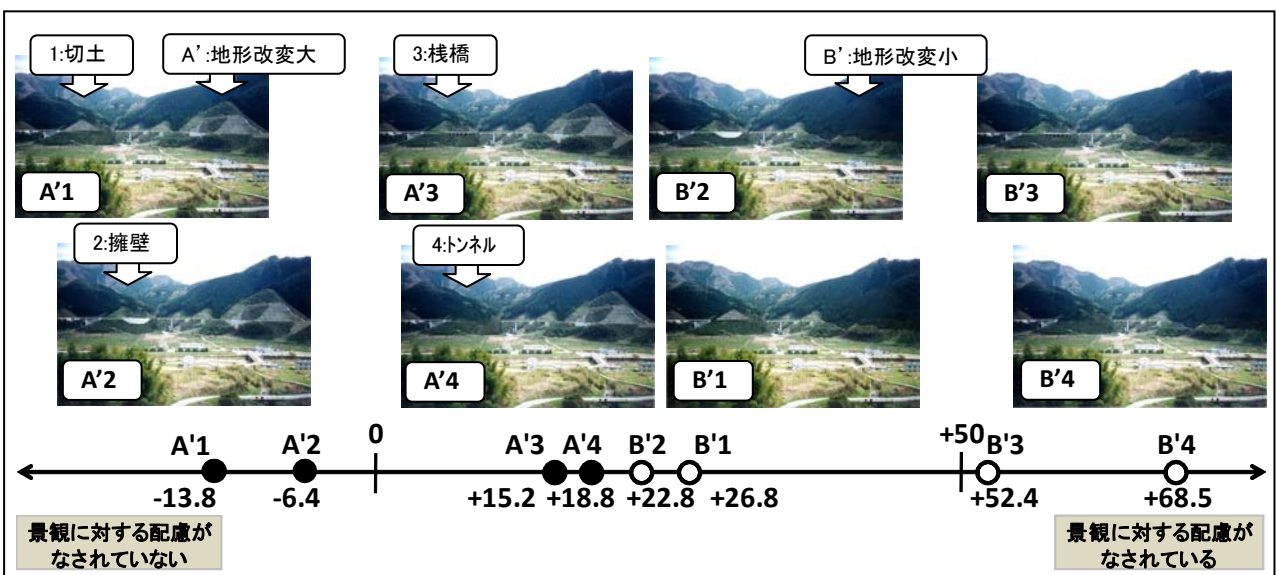 1:切土
A’:地形改変大
3:桟橋
B’:地形改変小
A’1
A’3
B’2
B’3
2:擁壁
4:トンネル
A’2
A’4
B’1
B’4
A'1
A'2
0
A'3
A'4
B'2
B'1
+50
B'3
B'4
-13.8
-6.4
+15.2
+18.8
+22.8
+26.8
+52.4
+68.5
景観に対する配慮が
なされていない
景観に対する配慮が
なされている